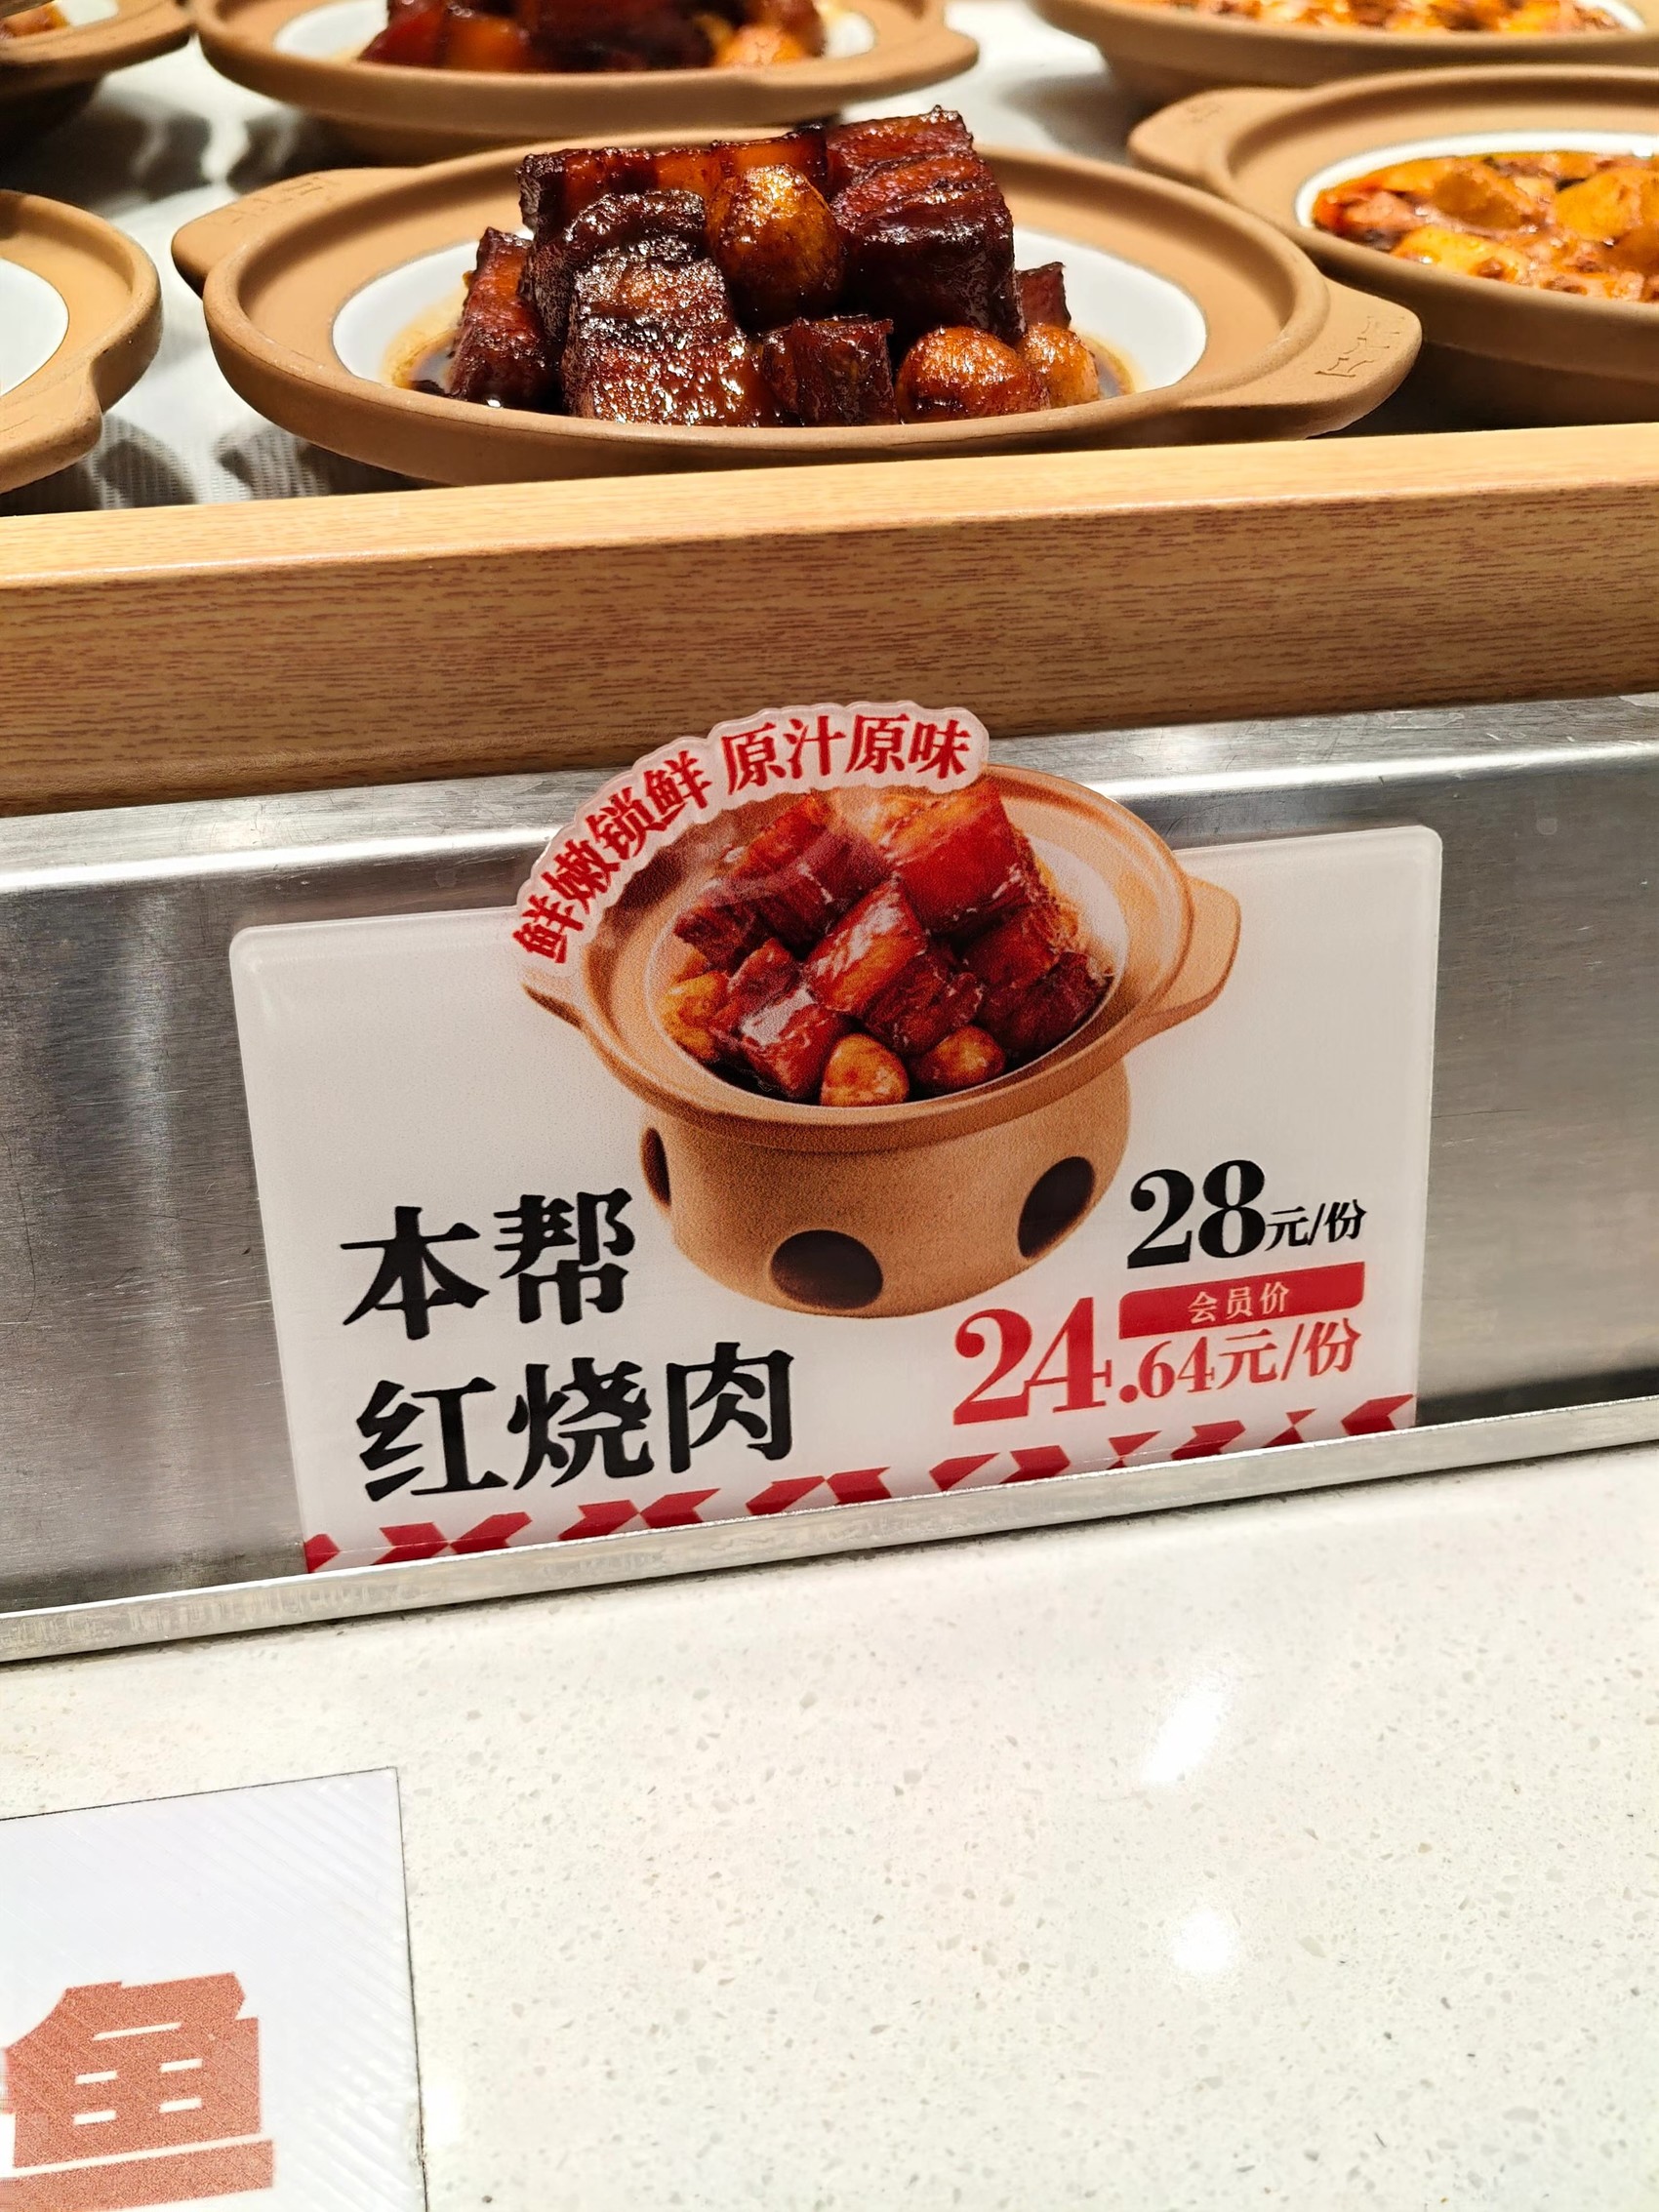 鲜嫩锁鲜 原汁原味
本帮
红烧肉
28元/份
会员价
24.64元/份
鱼